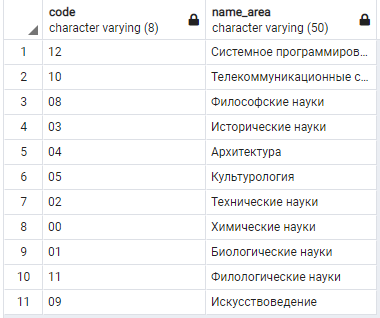 code name_area
character varying (8) character varying (50)
1 12 Системное программиров...
2 10 Телекоммуникационные с...
3 08 Философские науки
4 03 Исторические науки
5 04 Архитектура
6 05 Культурология
7 02 Технические науки
8 00 Химические науки
9 01 Биологические науки
10 11 Филологические науки
11 09 Искусствоведение